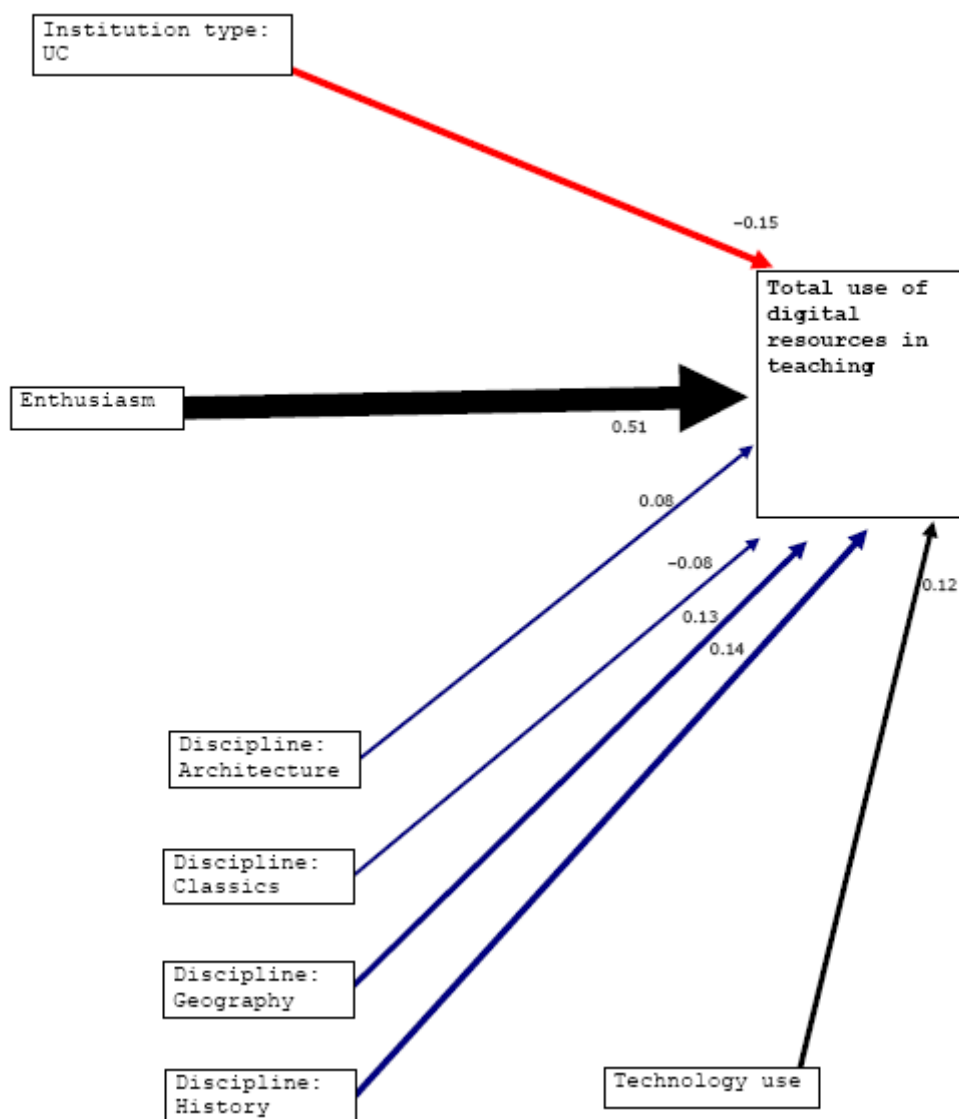 Institution type:
UC
−0.15
Total use of
digital
resources in
teaching
Enthusiasm
0.51
0.08
−0.08
0.12
0.13
0.14
Discipline:
Architecture
Discipline:
Classics
Discipline:
Geography
Discipline:
History
Technology use